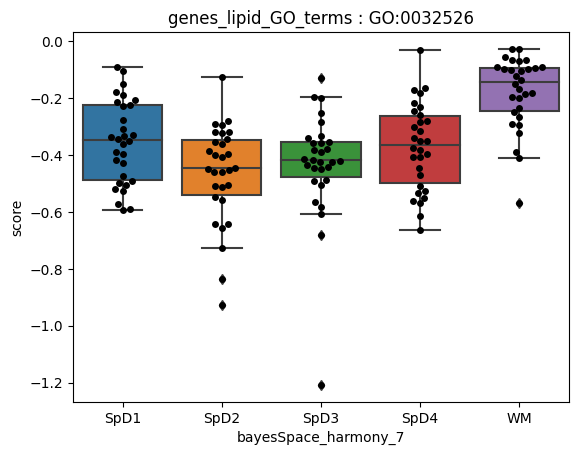 genes_lipid_GO_terms : GO:0032526
0.0
−0.2
−0.4
−0.6
−0.8
−1.0
−1.2
score
SpD1 SpD2 SpD3 SpD4 WM
bayesSpace_harmony_7